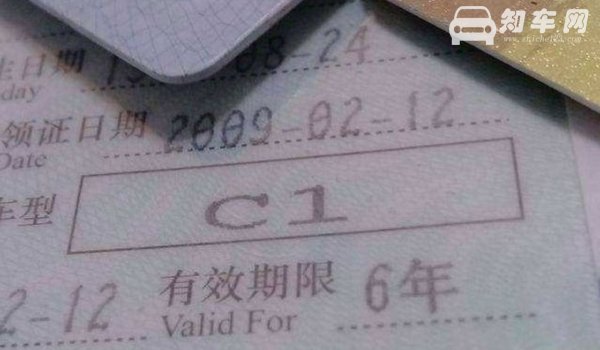 知车网
生日期 1 08-24
day
领证日期 2009-02-12
Date
车型 C1
2-12 有效期限 6年
Valid For